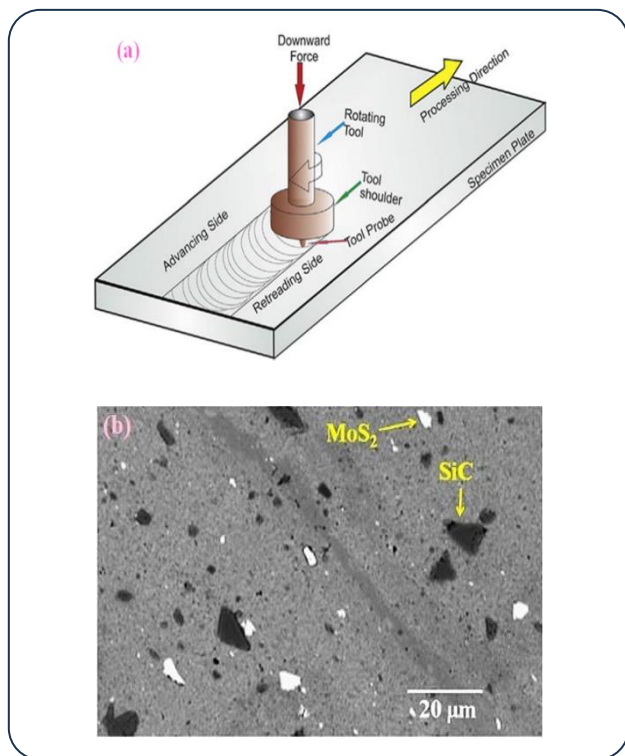 (a)
Downward
Force
Processing Direction
Rotating
Tool
Specimen Plate
Tool
shoulder
Advancing Side
Tool Probe
Retreading Side
(b)
MoS₂
SiC
20 µm